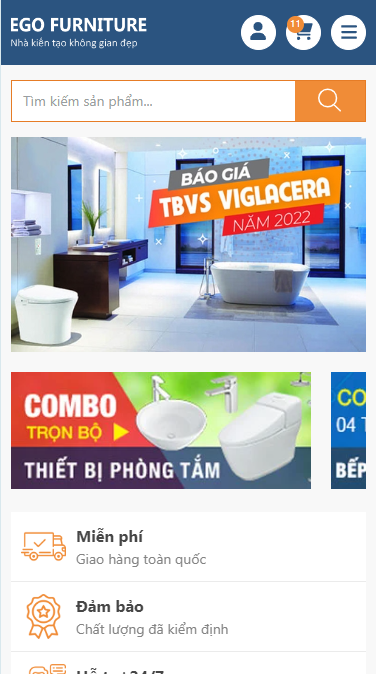 EGO FURNITURE
Nhà kiến tạo không gian đẹp
11
Tìm kiếm sản phẩm...
BÁO GIÁ
TBVS VIGLACERA
NĂM 2022
COMBO
TRỌN BỘ
THIẾT BỊ PHÒNG TẮM
CO
04
BẾP
Miễn phí
Giao hàng toàn quốc
Đảm bảo
Chất lượng đã kiểm định